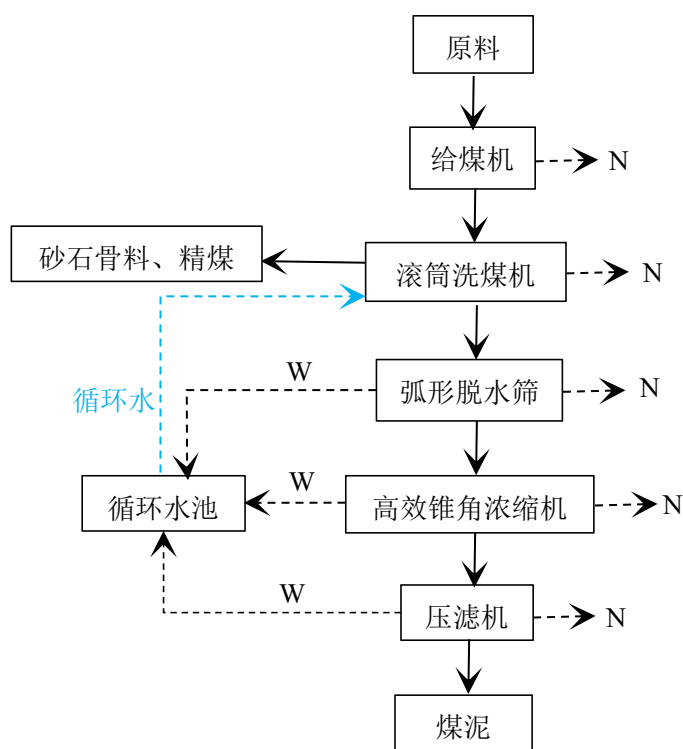 原料
给煤机
N
砂石骨料、精煤
滚筒洗煤机
N
W
弧形脱水筛
N
循环水
循环水池
W
高效锥角浓缩机
N
W
压滤机
N
煤泥